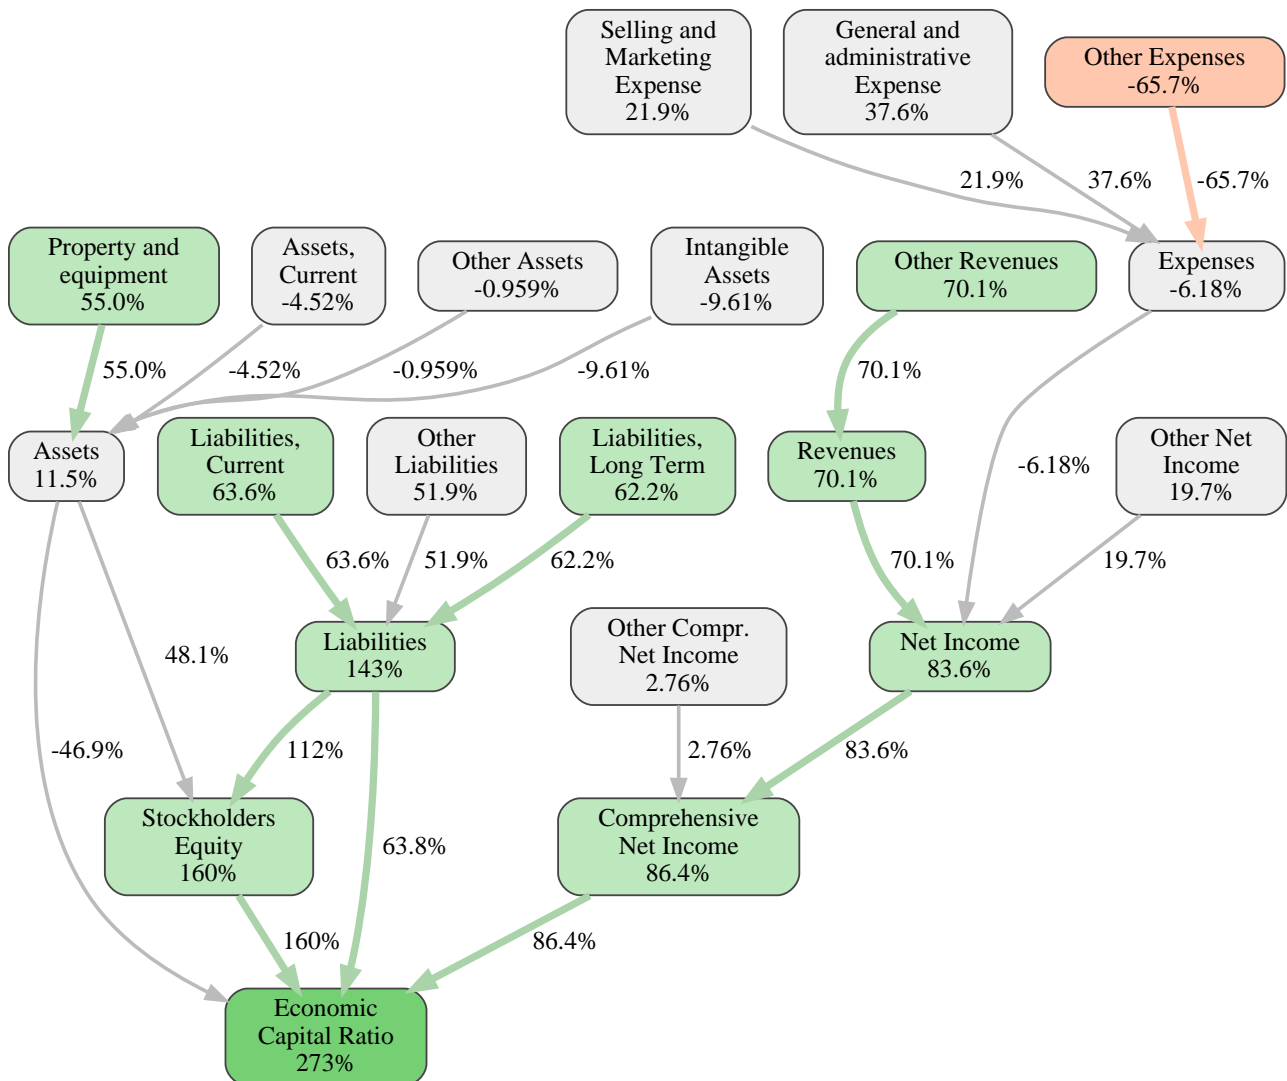 Selling and
Marketing
Expense
21.9%
General and
administrative
Expense
37.6%
Other Expenses
-65.7%
21.9%
37.6%
-65.7%
Property and
equipment
55.0%
Assets,
Current
-4.52%
Other Assets
-0.959%
Intangible
Assets
-9.61%
Other Revenues
70.1%
Expenses
-6.18%
55.0%
-4.52%
-0.959%
-9.61%
70.1%
Assets
11.5%
Liabilities,
Current
63.6%
Other
Liabilities
51.9%
Liabilities,
Long Term
62.2%
Revenues
70.1%
-6.18%
Other Net
Income
19.7%
63.6%
51.9%
62.2%
70.1%
19.7%
48.1%
Liabilities
143%
Other Compr.
Net Income
2.76%
Net Income
83.6%
-46.9%
112%
2.76%
83.6%
Stockholders
Equity
160%
63.8%
Comprehensive
Net Income
86.4%
160%
86.4%
Economic
Capital Ratio
273%